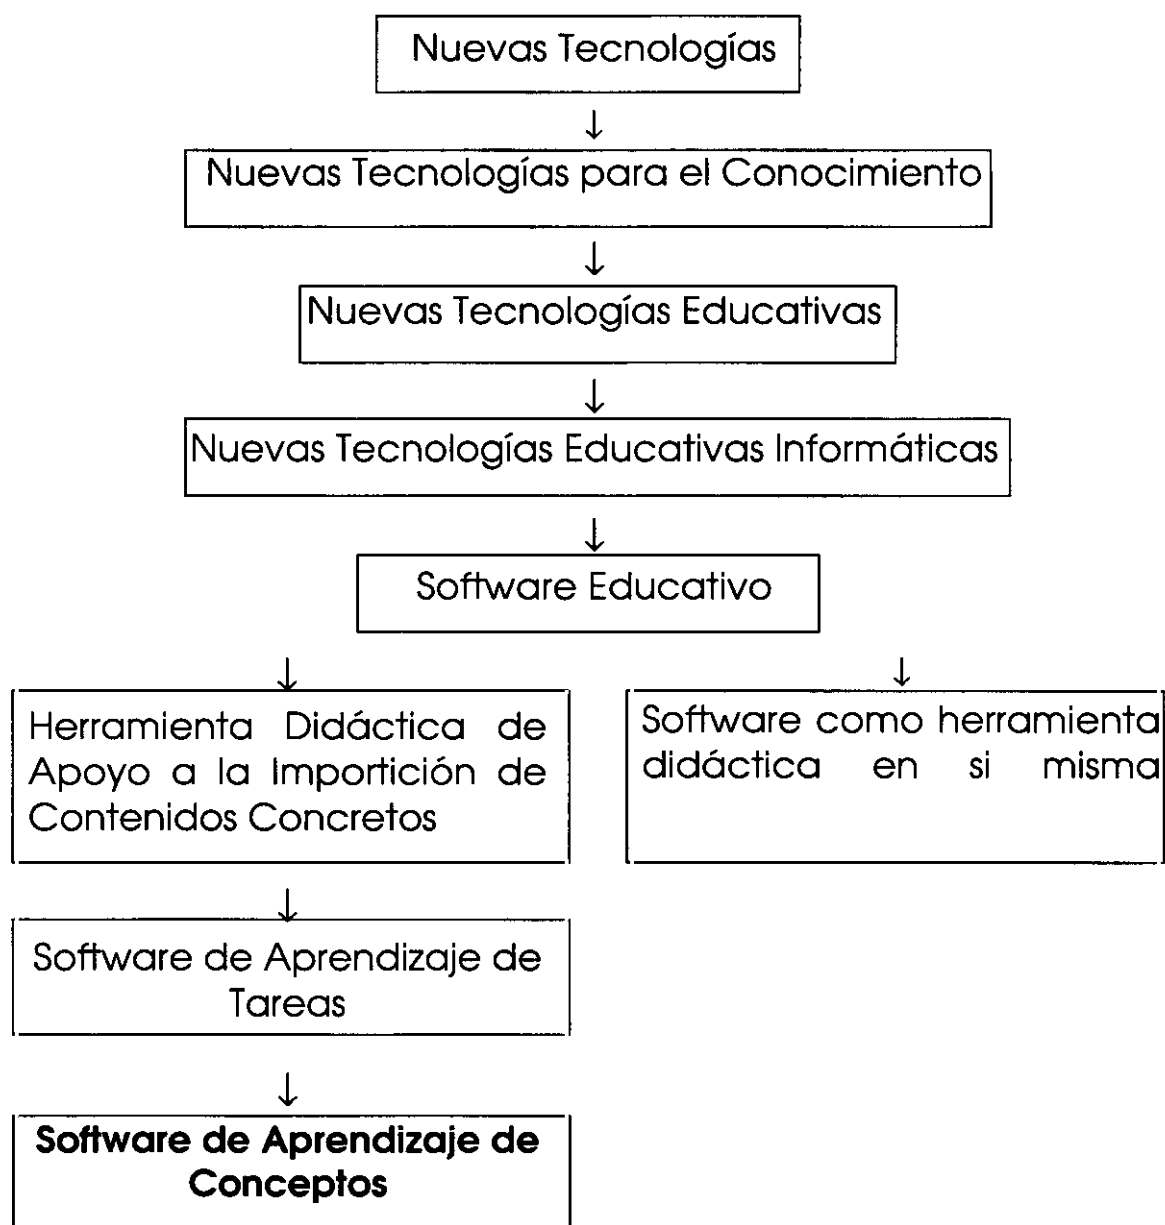 Nuevas Tecnologías
↓
Nuevas Tecnologías para el Conocimiento
↓
Nuevas Tecnologías Educativas
↓
Nuevas Tecnologías Educativas Informáticas
↓
Software Educativo
↓ ↓
Herramienta Didáctica de
Apoyo a la Importición de
Contenidos Concretos
Software como herramienta
didáctica en si misma
↓
Software de Aprendizaje de
Tareas
↓
Software de Aprendizaje de
Conceptos